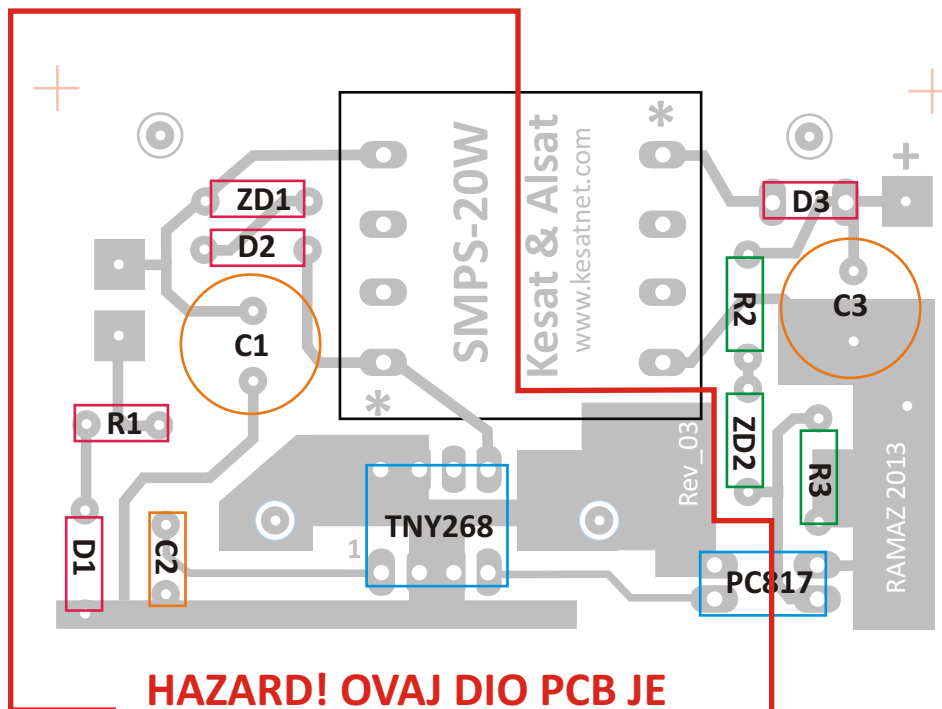 *
SMPS-20W
Kesat & Alsat
www.kesatnet.com
+
ZD1
D3
D2
R2
C3
C1
*
R1
ZD2
Rev_03
R3
RAMAZ 2013
TNY268
D1
C2
1
PC817
HAZARD! OVAJ DIO PCB JE